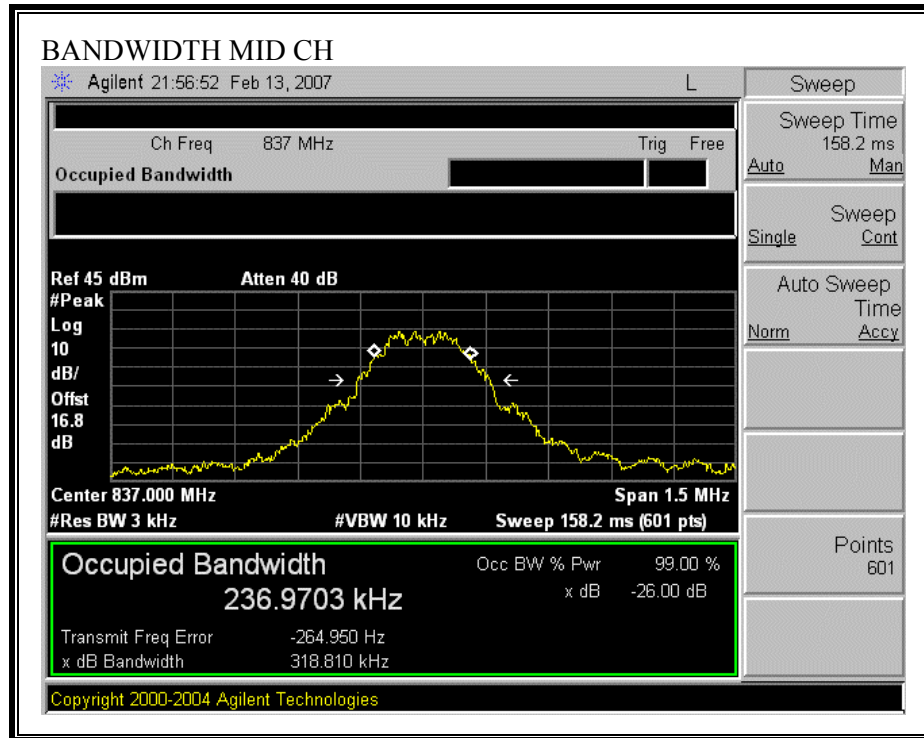 BANDWIDTH MID CH
Agilent 21:56:52 Feb 13, 2007 L
Ch Freq 837 MHz Trig Free
Occupied Bandwidth
Ref 45 dBm Atten 40 dB
#Peak
Log
10
dB/
Offst
16.8
dB
Center 837.000 MHz Span 1.5 MHz
#Res BW 3 kHz #VBW 10 kHz Sweep 158.2 ms (601 pts)
Occupied Bandwidth Occ BW % Pwr 99.00 %
236.9703 kHz x dB -26.00 dB
Transmit Freq Error -264.950 Hz
x dB Bandwidth 318.810 kHz
Copyright 2000-2004 Agilent Technologies
Sweep
Sweep Time
158.2 ms
Auto Man
Sweep
Single Cont
Auto Sweep
Time
Norm Accy
Points
601